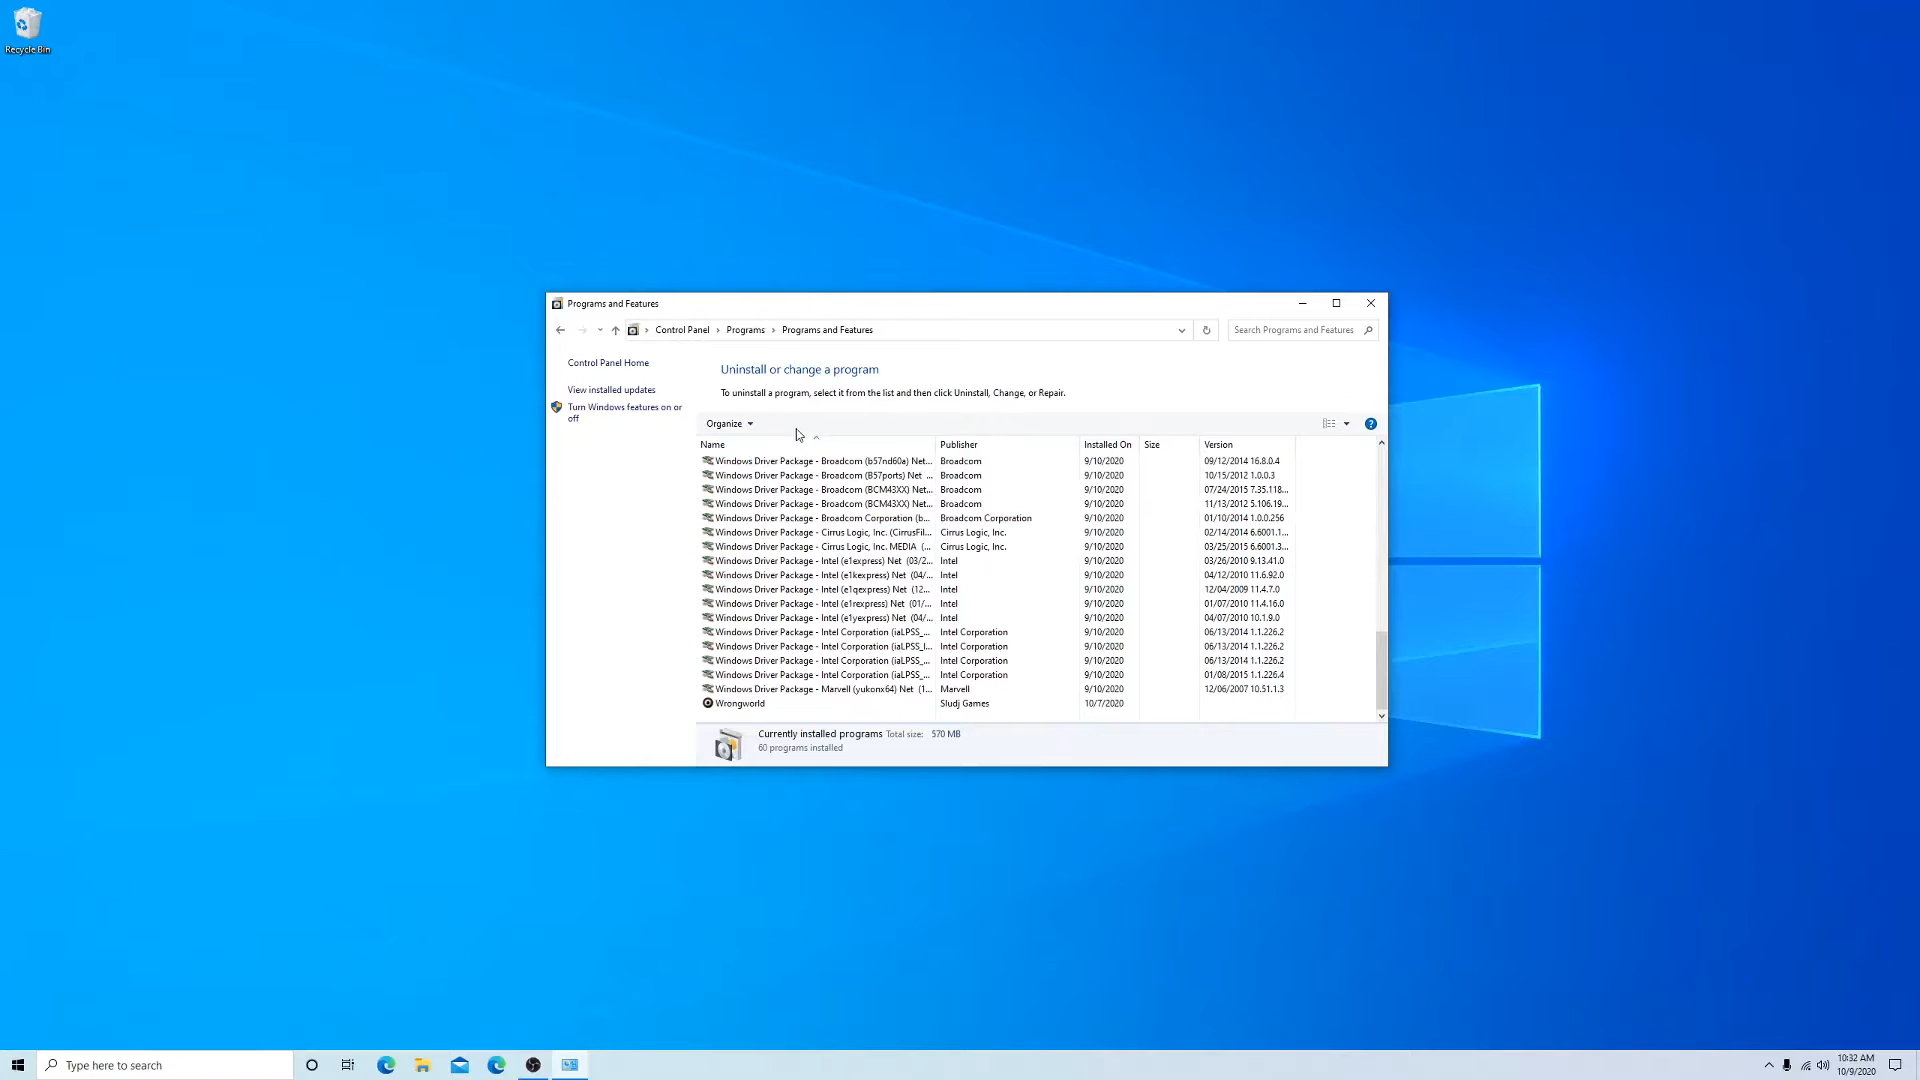 Recycle Bin
Programs and Features
Control Panel Programs Programs and Features
Search Programs and Features
Control Panel Home
View installed updates
Turn Windows features on or off
Uninstall or change a program
To uninstall a program, select it from the list and then click Uninstall, Change, or Repair.
Organize
Name Publisher Installed On Size Version
Windows Driver Package - Broadcom (b57nd60a) Net... Broadcom 9/10/2020 09/12/2014 16.8.0.4
Windows Driver Package - Broadcom (B57ports) Net ... Broadcom 9/10/2020 10/15/2012 1.0.0.3
Windows Driver Package - Broadcom (BCM43XX) Net... Broadcom 9/10/2020 07/24/2015 7.35.118...
Windows Driver Package - Broadcom (BCM43XX) Net... Broadcom 9/10/2020 11/13/2012 5.106.19...
Windows Driver Package - Broadcom Corporation (b... Broadcom Corporation 9/10/2020 01/10/2014 1.0.0.256
Windows Driver Package - Cirrus Logic, Inc. (CirrusFil... Cirrus Logic, Inc. 9/10/2020 02/14/2014 6.6001.1...
Windows Driver Package - Cirrus Logic, Inc. MEDIA (... Cirrus Logic, Inc. 9/10/2020 03/25/2015 6.6001.3...
Windows Driver Package - Intel (e1express) Net (03/2... Intel 9/10/2020 03/26/2010 9.13.41.0
Windows Driver Package - Intel (e1kexpress) Net (04/... Intel 9/10/2020 04/12/2010 11.6.92.0
Windows Driver Package - Intel (e1qexpress) Net (12... Intel 9/10/2020 12/04/2009 11.4.7.0
Windows Driver Package - Intel (e1rexpress) Net (01/... Intel 9/10/2020 01/07/2010 11.4.16.0
Windows Driver Package - Intel (e1yexpress) Net (04/... Intel 9/10/2020 04/07/2010 10.1.9.0
Windows Driver Package - Intel Corporation (iaLPSS_... Intel Corporation 9/10/2020 06/13/2014 1.1.226.2
Windows Driver Package - Intel Corporation (iaLPSS_I... Intel Corporation 9/10/2020 06/13/2014 1.1.226.2
Windows Driver Package - Intel Corporation (iaLPSS_... Intel Corporation 9/10/2020 06/13/2014 1.1.226.2
Windows Driver Package - Intel Corporation (iaLPSS_... Intel Corporation 9/10/2020 01/08/2015 1.1.226.4
Windows Driver Package - Marvell (yukonx64) Net (1... Marvell 9/10/2020 12/06/2007 10.51.1.3
Wrongworld Sludj Games 10/7/2020
Currently installed programs Total size: 570 MB
60 programs installed
Type here to search
10:32 AM
10/9/2020